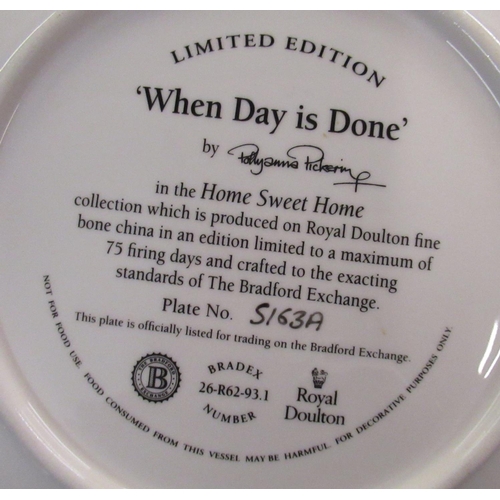 LIMITED EDITION
'When Day is Done'
by Pollyanna Pickering
in the Home Sweet Home
collection which is produced on Royal Doulton fine
bone china in an edition limited to a maximum of
75 firing days and crafted to the exacting
standards of The Bradford Exchange.
Plate No. 5163A
This plate is officially listed for trading on the Bradford Exchange.
THE BRADFORD
B
EXCHANGE
BRADEX
26-R62-93.1
NUMBER
Royal
Doulton
NOT FOR FOOD USE. FOOD CONSUMED FROM THIS VESSEL MAY BE HARMFUL. FOR DECORATIVE PURPOSES ONLY.